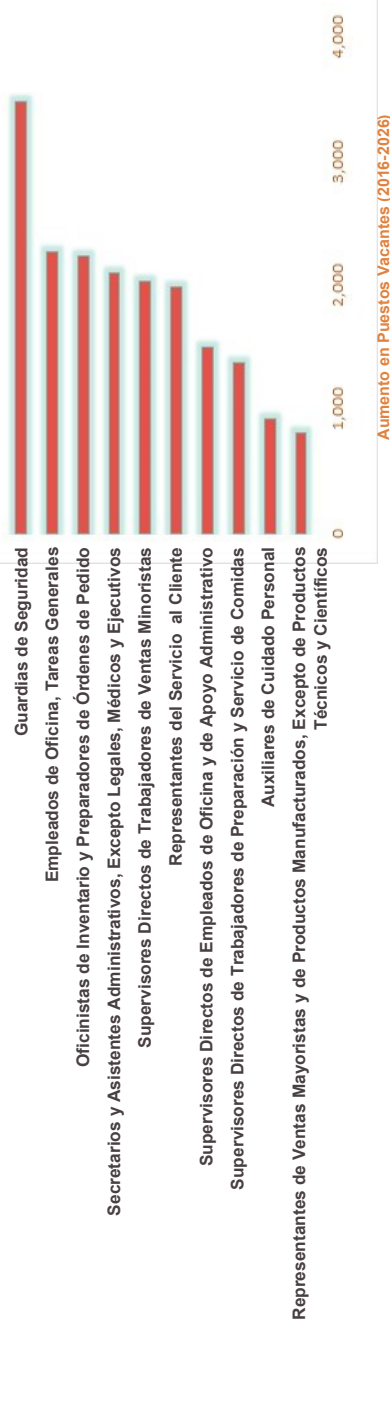 Guardias de Seguridad
Empleados de Oficina, Tareas Generales
Oficinistas de Inventario y Preparadores de Órdenes de Pedido
Secretarios y Asistentes Administrativos, Excepto Legales, Médicos y Ejecutivos
Supervisores Directos de Trabajadores de Ventas Minoristas
Representantes del Servicio al Cliente
Supervisores Directos de Empleados de Oficina y de Apoyo Administrativo
Supervisores Directos de Trabajadores de Preparación y Servicio de Comidas
Auxiliares de Cuidado Personal
Representantes de Ventas Mayoristas y de Productos Manufacturados, Excepto de Productos
Técnicos y Científicos
0 1,000 2,000 3,000 4,000
Aumento en Puestos Vacantes (2016-2026)